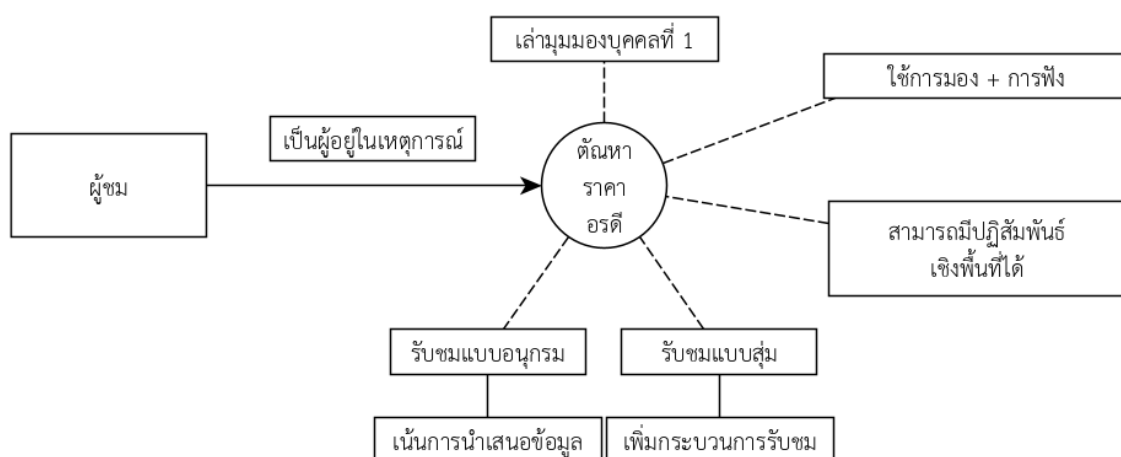 เล่ามุมมองบุคคลที่ 1
ใช้การมอง + การฟัง
เป็นผู้อยู่ในเหตุการณ์
ผู้ชม
ตัณหา
ราคา
อรดี
สามารถมีปฏิสัมพันธ์
เชิงพื้นที่ได้
รับชมแบบอนุกรม
รับชมแบบสุ่ม
เน้นการนำเสนอข้อมูล
เพิ่มกระบวนการรับชม